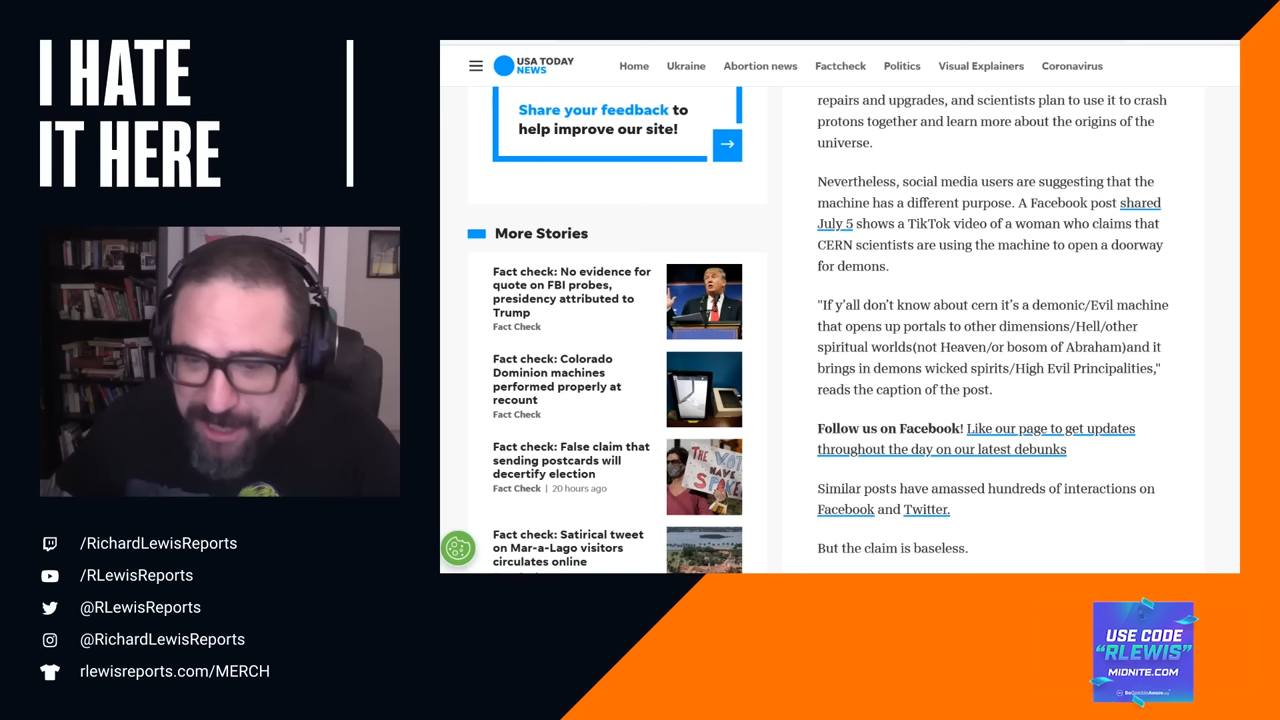 I HATE
IT HERE
/RichardLewisReports
/RLewisReports
@RLewisReports
@RichardLewisReports
rlewisreports.com/MERCH
USA TODAY
NEWS
Home
Ukraine
Abortion news
Factcheck
Politics
Visual Explainers
Coronavirus
Share your feedback to
help improve our site!
More Stories
Fact check: No evidence for
quote on FBI probes,
presidency attributed to
Trump
Fact Check
Fact check: Colorado
Dominion machines
performed properly at
recount
Fact Check
Fact check: False claim that
sending postcards will
decertify election
Fact Check | 20 hours ago
THE VOT
HAVE
SPOKE
Fact check: Satirical tweet
on Mar-a-Lago visitors
circulates online
repairs and upgrades, and scientists plan to use it to crash
protons together and learn more about the origins of the
universe.
Nevertheless, social media users are suggesting that the
machine has a different purpose. A Facebook post shared
July 5 shows a TikTok video of a woman who claims that
CERN scientists are using the machine to open a doorway
for demons.
"If y'all don’t know about cern it’s a demonic/Evil machine
that opens up portals to other dimensions/Hell/other
spiritual worlds(not Heaven/or bosom of Abraham)and it
brings in demons wicked spirits/High Evil Principalities,"
reads the caption of the post.
Follow us on Facebook! Like our page to get updates
throughout the day on our latest debunks
Similar posts have amassed hundreds of interactions on
Facebook and Twitter.
But the claim is baseless.
USE CODE
“RLEWIS”
MIDNITE.COM